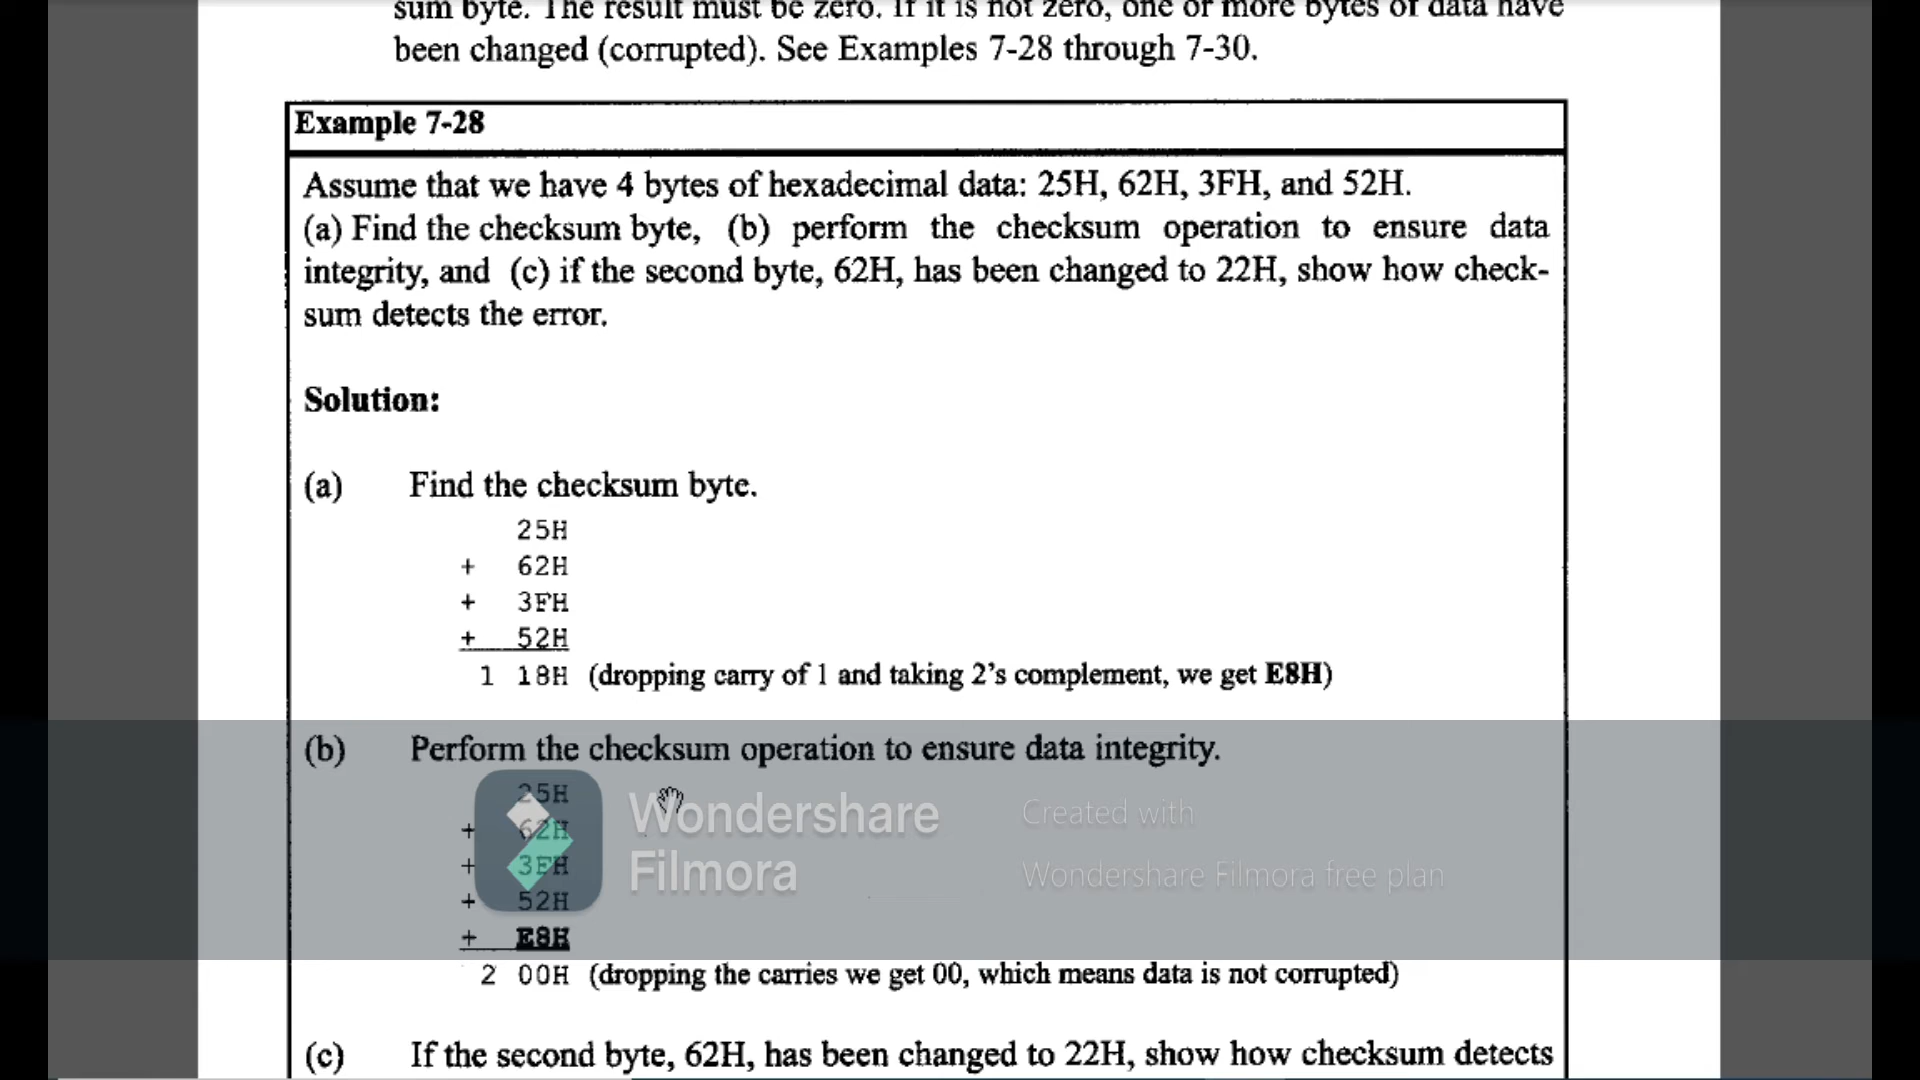 sum byte. The result must be zero. If it is not zero, one or more bytes of data have
been changed (corrupted). See Examples 7-28 through 7-30.
Example 7-28
Assume that we have 4 bytes of hexadecimal data: 25H, 62H, 3FH, and 52H.
(a) Find the checksum byte, (b) perform the checksum operation to ensure data
integrity, and (c) if the second byte, 62H, has been changed to 22H, show how check-
sum detects the error.
Solution:
(a) Find the checksum byte.
25H
+ 62H
+ 3FH
+ 52H
1 18H (dropping carry of 1 and taking 2's complement, we get E8H)
(b) Perform the checksum operation to ensure data integrity.
25H
+ 62H
+ 3FH
+ 52H
+ E8H
2 00H (dropping the carries we get 00, which means data is not corrupted)
Wondershare
Filmora
Created with
Wondershare Filmora free plan
(c) If the second byte, 62H, has been changed to 22H, show how checksum detects